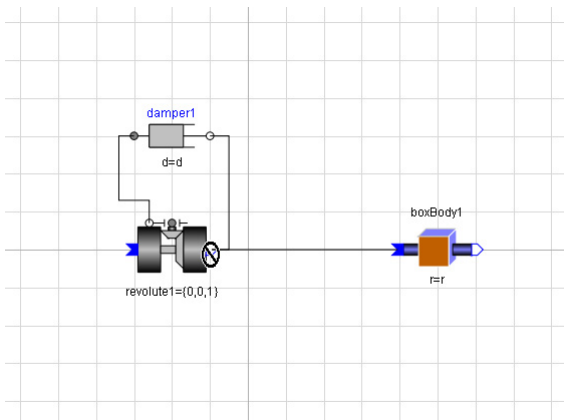 damper1
d=d
boxBody1
r=r
revolute1={0,0,1}